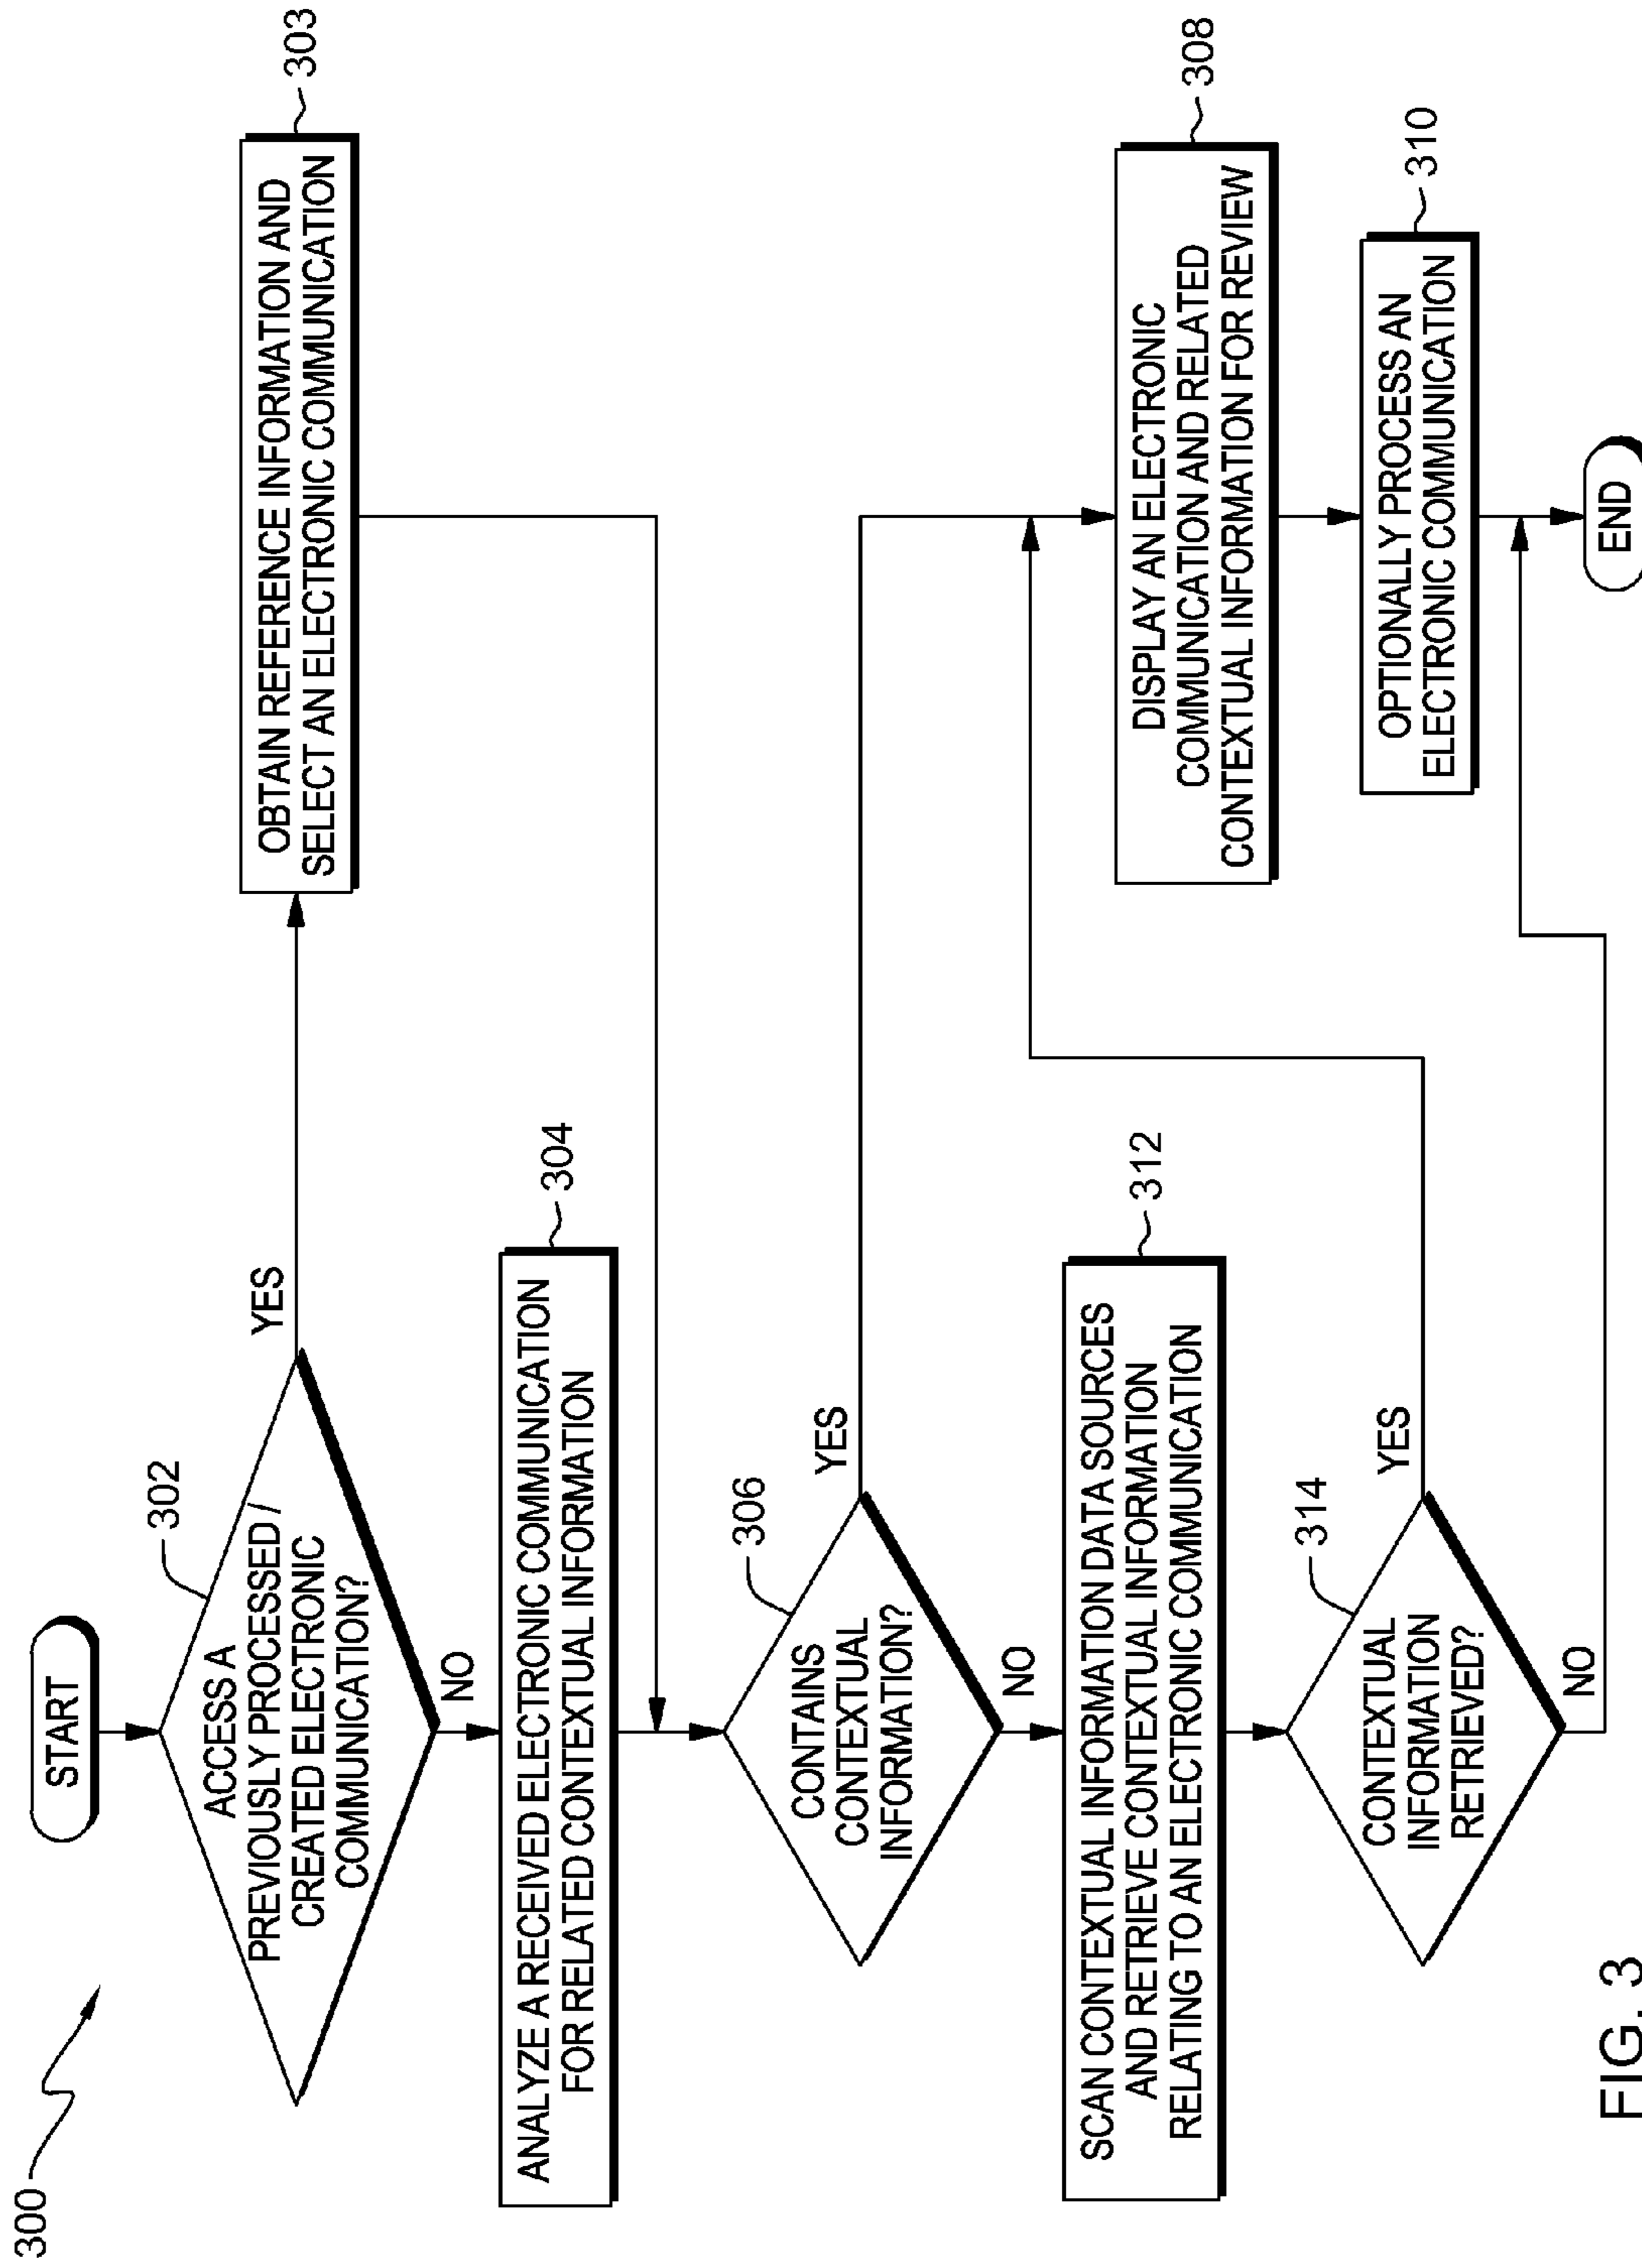 300
START
302
ACCESS A
PREVIOUSLY PROCESSED /
CREATED ELECTRONIC
COMMUNICATION?
YES
NO
303
OBTAIN REFERENCE INFORMATION AND
SELECT AN ELECTRONIC COMMUNICATION
304
ANALYZE A RECEIVED ELECTRONIC COMMUNICATION
FOR RELATED CONTEXTUAL INFORMATION
306
CONTAINS
CONTEXTUAL
INFORMATION?
YES
NO
308
DISPLAY AN ELECTRONIC
COMMUNICATION AND RELATED
CONTEXTUAL INFORMATION FOR REVIEW
312
SCAN CONTEXTUAL INFORMATION DATA SOURCES
AND RETRIEVE CONTEXTUAL INFORMATION
RELATING TO AN ELECTRONIC COMMUNICATION
310
OPTIONALLY PROCESS AN
ELECTRONIC COMMUNICATION
314
CONTEXTUAL
INFORMATION
RETRIEVED?
YES
NO
END
FIG. 3